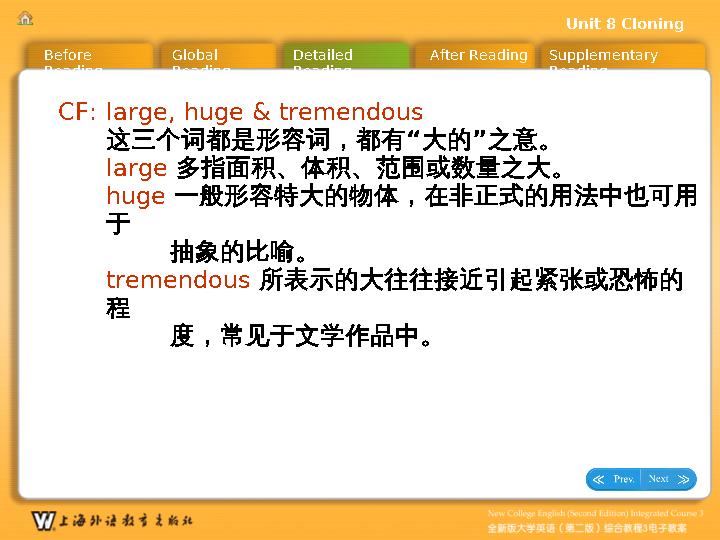 Unit 8 Cloning
Before Reading
Global Reading
Detailed Reading
After Reading
Supplementary Reading
CF: large, huge & tremendous
这三个词都是形容词，都有“大的”之意。
large 多指面积、体积、范围或数量之大。
huge 一般形容特大的物体，在非正式的用法中也可用
于
抽象的比喻。
tremendous 所表示的大往往接近引起紧张或恐怖的
程
度，常见于文学作品中。
Prev. Next
上海外语教育出版社
New College English (Second Edition) Integrated Course 3
全新版大学英语（第二版）综合教程3电子教案